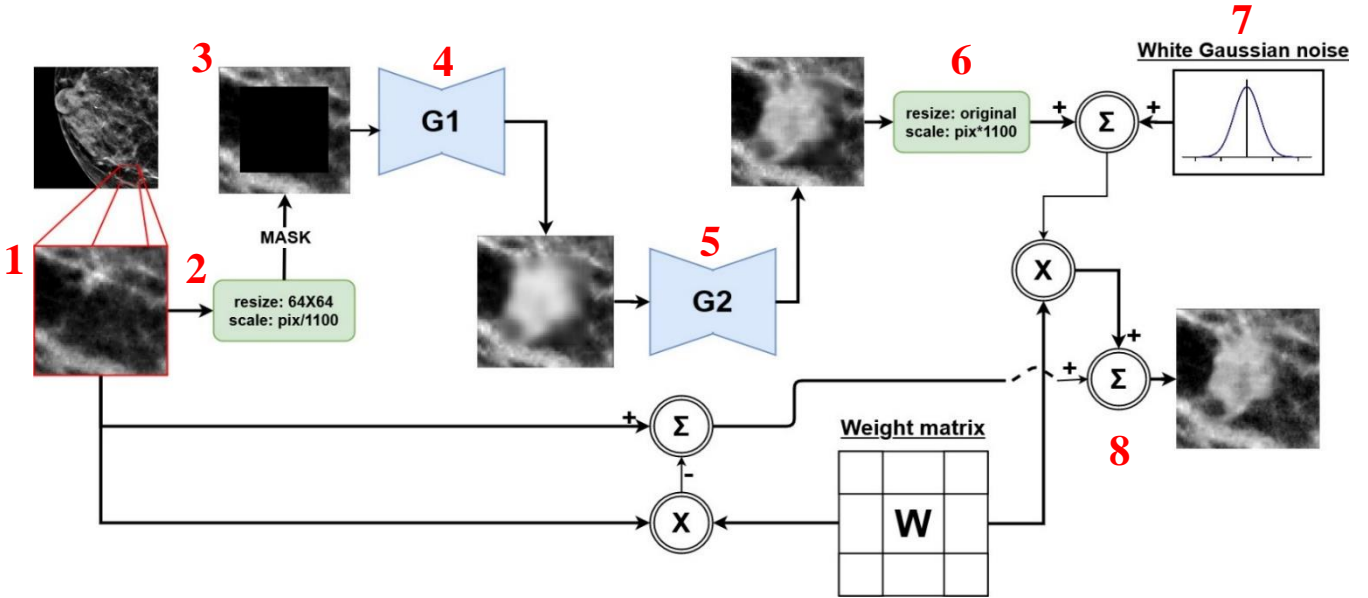 7
White Gaussian noise
3
4
6
G1
resize: original
scale: pix*1100
+
Σ
+
MASK
1
2
5
resize: 64X64
scale: pix/1100
G2
X
+
+
Σ
+
Σ
Weight matrix
8
-
X
W